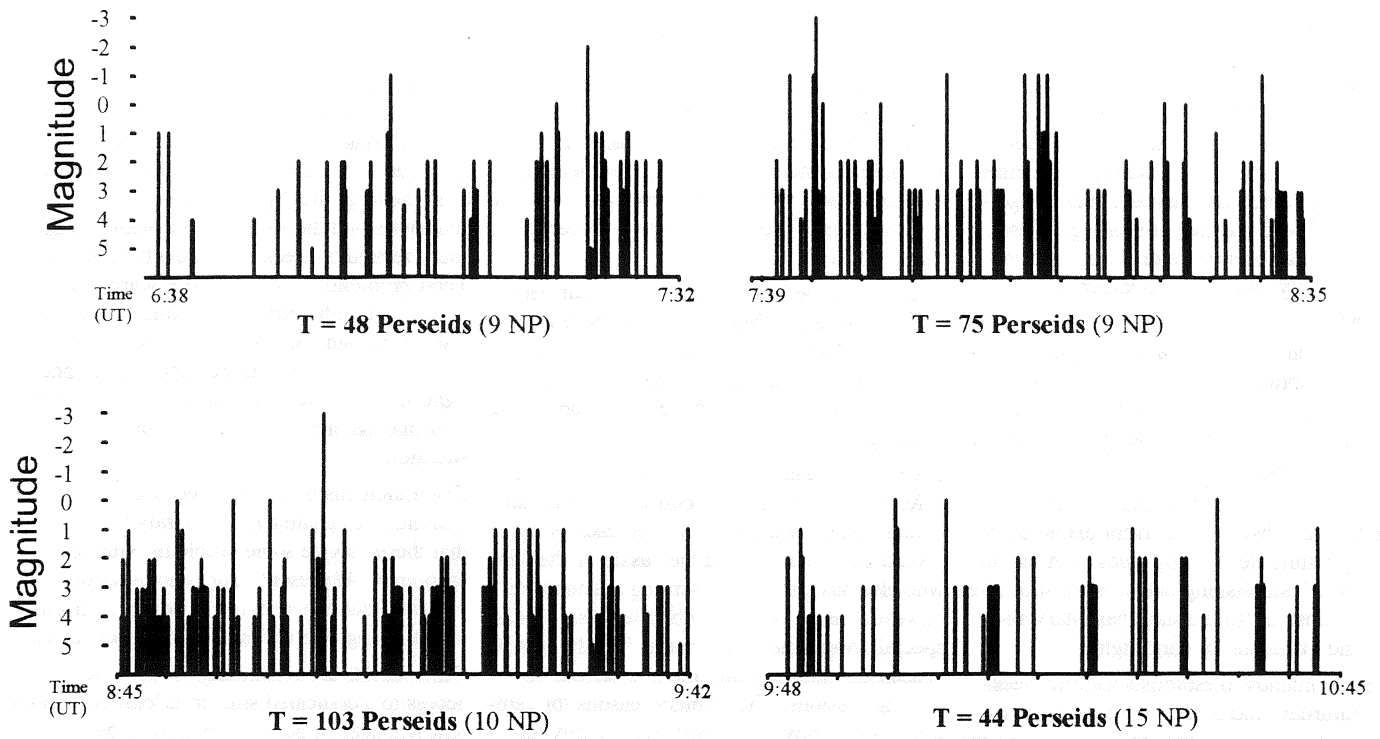 Magnitude
-3
-2
-1
0
1
2
3
4
5
Time
(UT)
6:38
7:32
T = 48 Perseids (9 NP)
7:39
8:35
T = 75 Perseids (9 NP)
Magnitude
-3
-2
-1
0
1
2
3
4
5
Time
(UT)
8:45
9:42
T = 103 Perseids (10 NP)
9:48
10:45
T = 44 Perseids (15 NP)